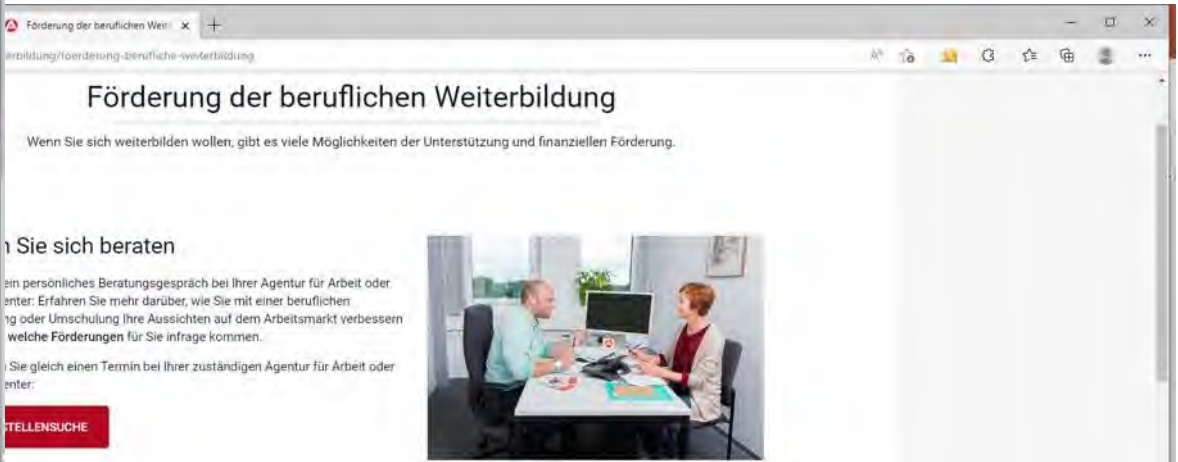 Förderung der beruflichen Weit
erbildung/foerderung-berufliche-weiterbildung
Förderung der beruflichen Weiterbildung
Wenn Sie sich weiterbilden wollen, gibt es viele Möglichkeiten der Unterstützung und finanziellen Förderung.
n Sie sich beraten
ein persönliches Beratungsgespräch bei Ihrer Agentur für Arbeit oder
enter: Erfahren Sie mehr darüber, wie Sie mit einer beruflichen
ng oder Umschulung Ihre Aussichten auf dem Arbeitsmarkt verbessern
welche Förderungen für Sie infrage kommen.
Sie gleich einen Termin bei Ihrer zuständigen Agentur für Arbeit oder
enter:
TELLENSUCHE